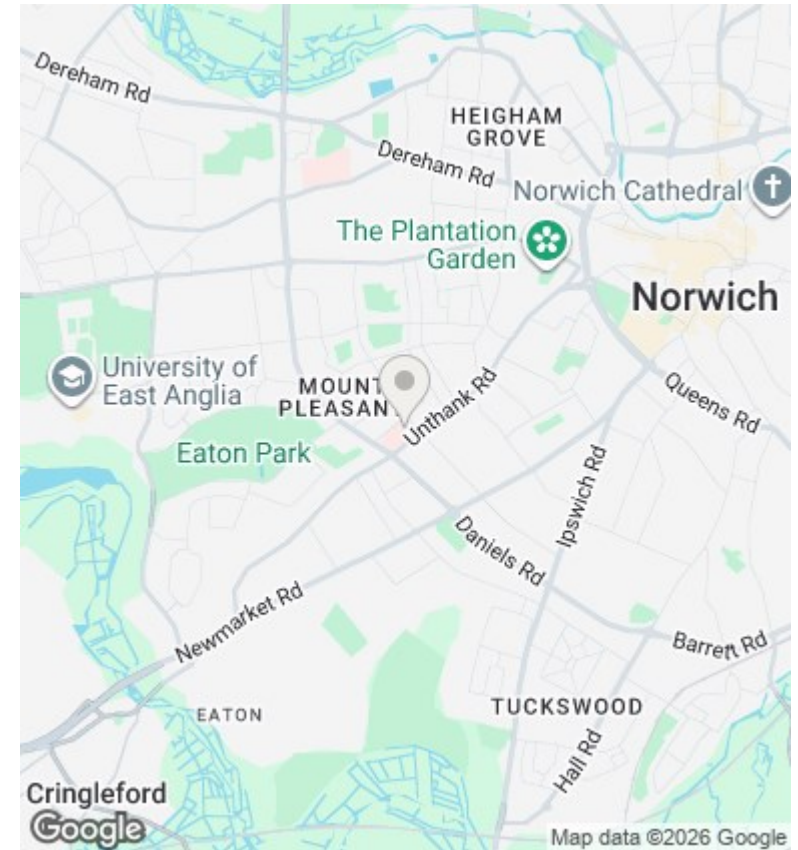 Dereham Rd
HEIGHAM
GROVE
Dereham Rd
Norwich Cathedral
The Plantation
Garden
Norwich
University of
East Anglia
MOUNT
PLEASANT
Unthank Rd
Queens Rd
Eaton Park
Ipswich Rd
Daniels Rd
Newmarket Rd
Barrett Rd
EATON
TUCKSWOOD
Hall Rd
Cringleford
Google
Map data ©2026 Google